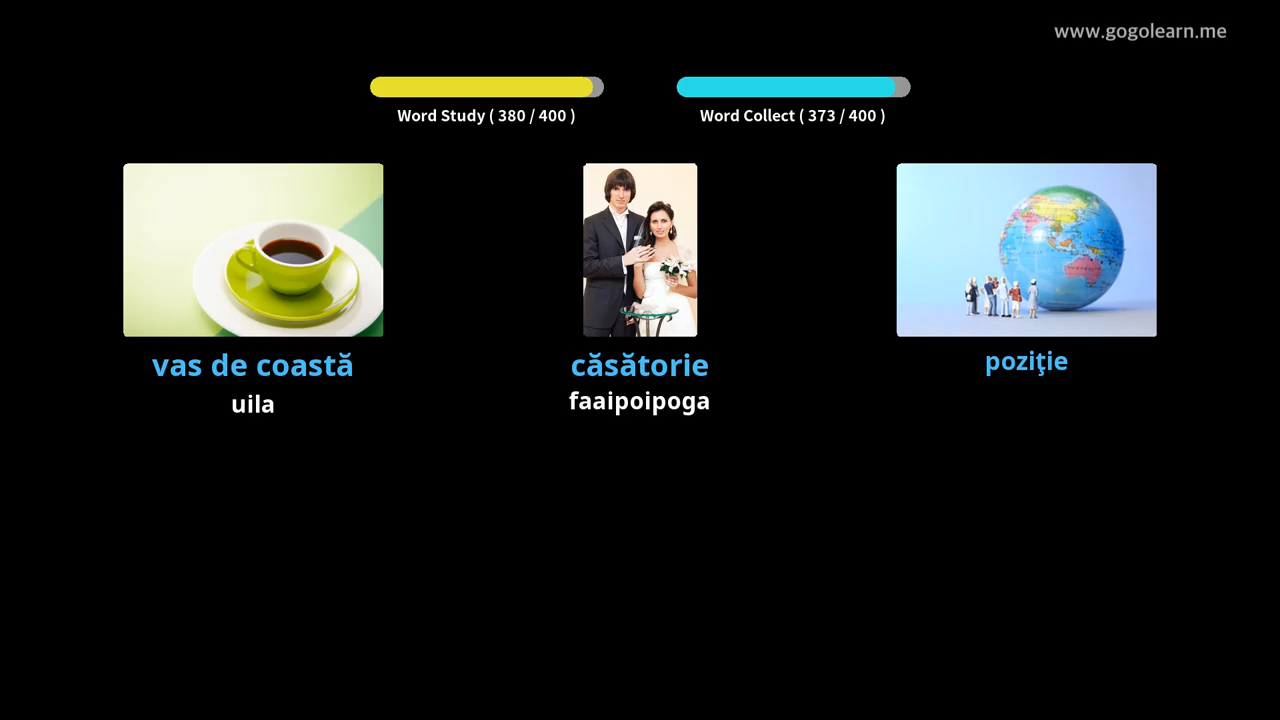 www.gogolearn.me
Word Study ( 380 / 400 )
Word Collect ( 373 / 400 )
vas de coastă
căsătorie
poziţie
uila
faaipoipoga